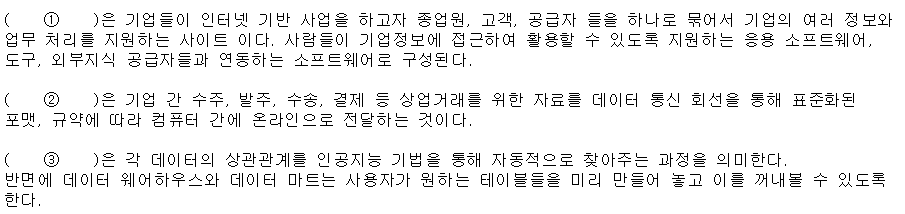 (   ①   )은 기업들이 인터넷 기반 사업을 하고자 종업원, 고객, 공급자 들을 하나로 묶어서 기업의 여러 정보와
업무 처리를 지원하는 사이트 이다. 사람들이 기업정보에 접근하여 활용할 수 있도록 지원하는 응용 소프트웨어,
도구, 외부지식 공급자들과 연동하는 소프트웨어로 구성된다.
(   ②   )은 기업 간 수주, 발주, 수송, 결제 등 상업거래를 위한 자료를 데이터 통신 회선을 통해 표준화된
포맷, 규약에 따라 컴퓨터 간에 온라인으로 전달하는 것이다.
(   ③   )은 각 데이터의 상관관계를 인공지능 기법을 통해 자동적으로 찾아주는 과정을 의미한다.
반면에 데이터 웨어하우스와 데이터 마트는 사용자가 원하는 테이블들을 미리 만들어 놓고 이를 꺼내볼 수 있도록
한다.